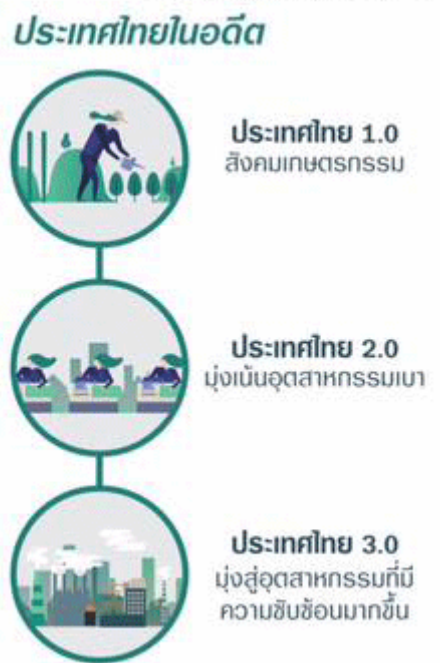 ประเทศไทยในอดีต
ประเทศไทย 1.0
สังคมเกษตรกรรม
ประเทศไทย 2.0
มุ่งเน้นอุตสาหกรรมเบา
ประเทศไทย 3.0
มุ่งสู่อุตสาหกรรมที่มี
ความซับซ้อนมากขึ้น